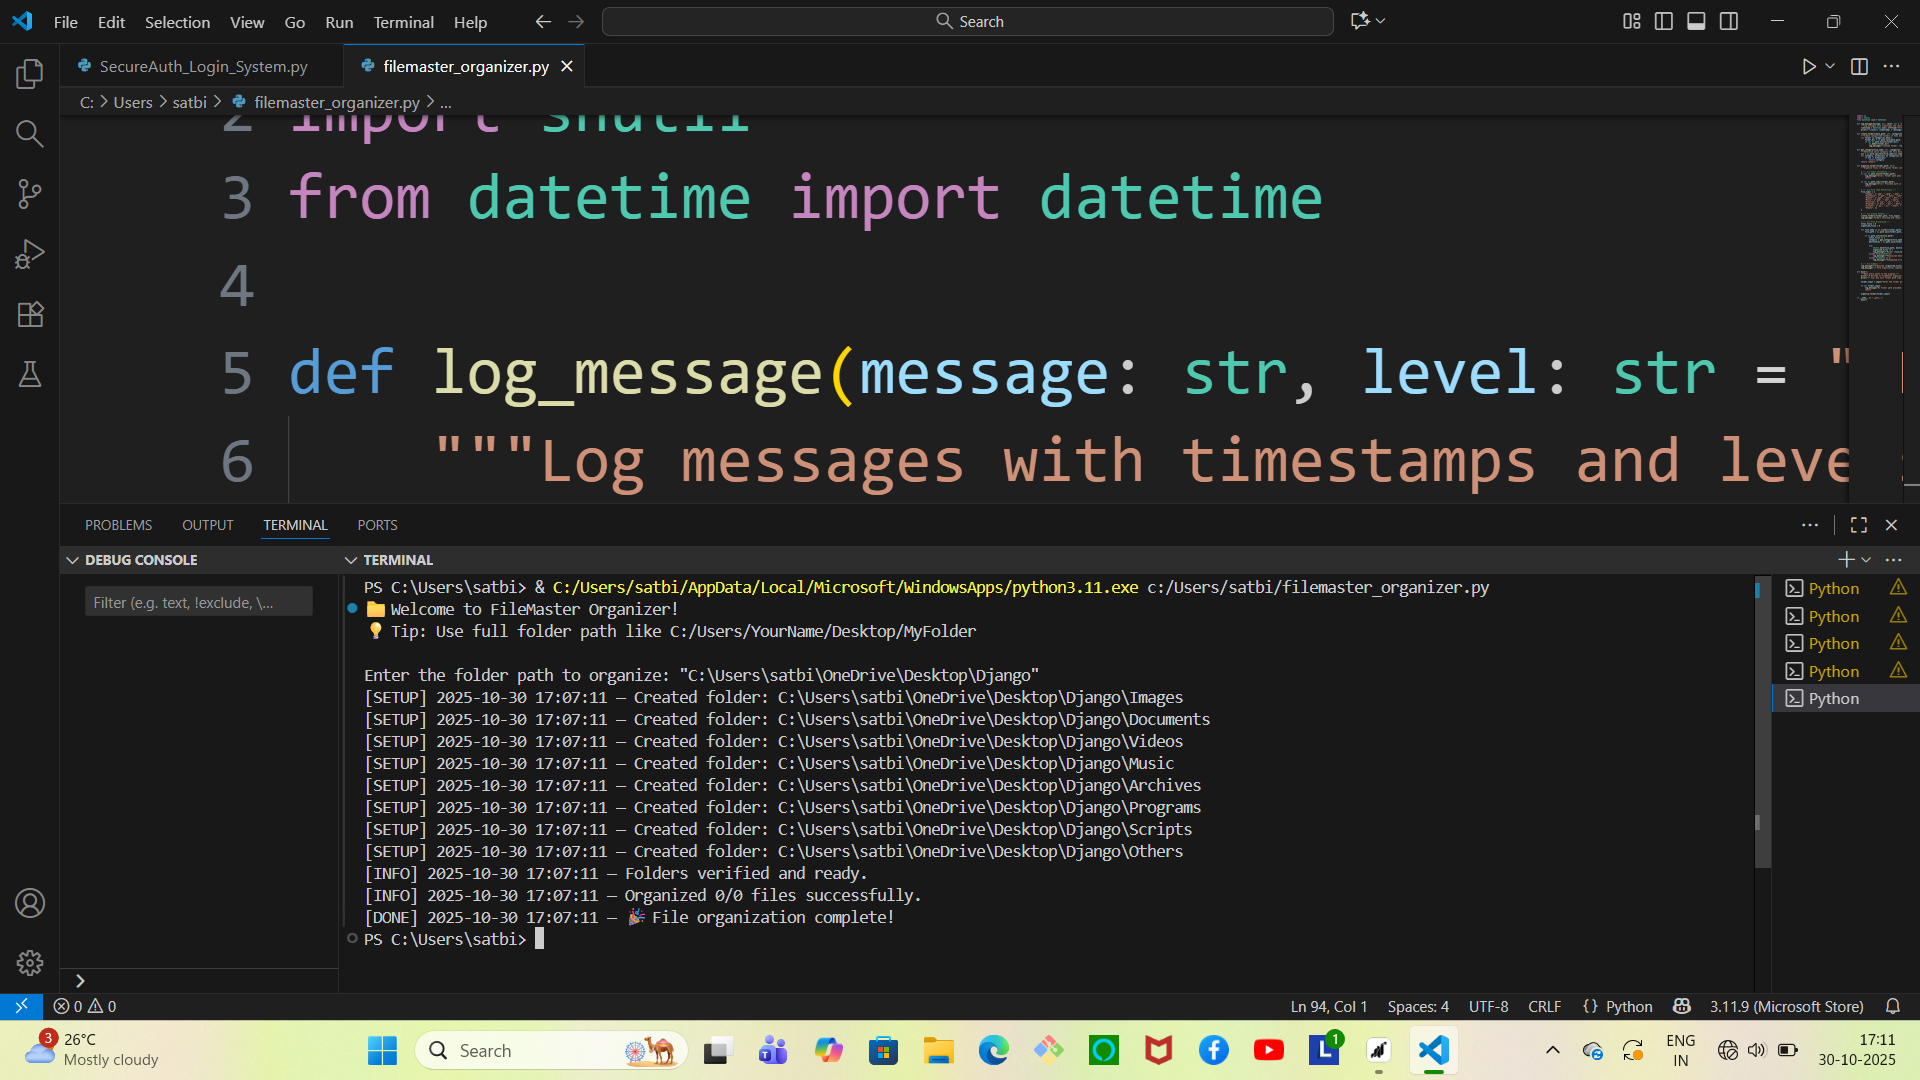 File Edit Selection View Go Run Terminal Help
Search
SecureAuth_Login_System.py
filemaster_organizer.py
C: > Users > satbi > filemaster_organizer.py > ...
2 import shutil
3 from datetime import datetime
4
5 def log_message(message: str, level: str = "
6 """Log messages with timestamps and leve
PROBLEMS OUTPUT TERMINAL PORTS
DEBUG CONSOLE
Filter (e.g. text, !exclude, \...
TERMINAL
PS C:\Users\satbi> & C:/Users/satbi/AppData/Local/Microsoft/WindowsApps/python3.11.exe c:/Users/satbi/filemaster_organizer.py
📁 Welcome to FileMaster Organizer!
💡 Tip: Use full folder path like C:/Users/YourName/Desktop/MyFolder
Enter the folder path to organize: "C:\Users\satbi\OneDrive\Desktop\Django"
[SETUP] 2025-10-30 17:07:11 — Created folder: C:\Users\satbi\OneDrive\Desktop\Django\Images
[SETUP] 2025-10-30 17:07:11 — Created folder: C:\Users\satbi\OneDrive\Desktop\Django\Documents
[SETUP] 2025-10-30 17:07:11 — Created folder: C:\Users\satbi\OneDrive\Desktop\Django\Videos
[SETUP] 2025-10-30 17:07:11 — Created folder: C:\Users\satbi\OneDrive\Desktop\Django\Music
[SETUP] 2025-10-30 17:07:11 — Created folder: C:\Users\satbi\OneDrive\Desktop\Django\Archives
[SETUP] 2025-10-30 17:07:11 — Created folder: C:\Users\satbi\OneDrive\Desktop\Django\Programs
[SETUP] 2025-10-30 17:07:11 — Created folder: C:\Users\satbi\OneDrive\Desktop\Django\Scripts
[SETUP] 2025-10-30 17:07:11 — Created folder: C:\Users\satbi\OneDrive\Desktop\Django\Others
[INFO] 2025-10-30 17:07:11 — Folders verified and ready.
[INFO] 2025-10-30 17:07:11 — Organized 0/0 files successfully.
[DONE] 2025-10-30 17:07:11 — 🎉 File organization complete!
PS C:\Users\satbi>
Python
Python
Python
Python
Python
0 0
Ln 94, Col 1 Spaces: 4 UTF-8 CRLF {} Python 3.11.9 (Microsoft Store)
3
26°C
Mostly cloudy
Search
L 1
ENG
IN
17:11
30-10-2025